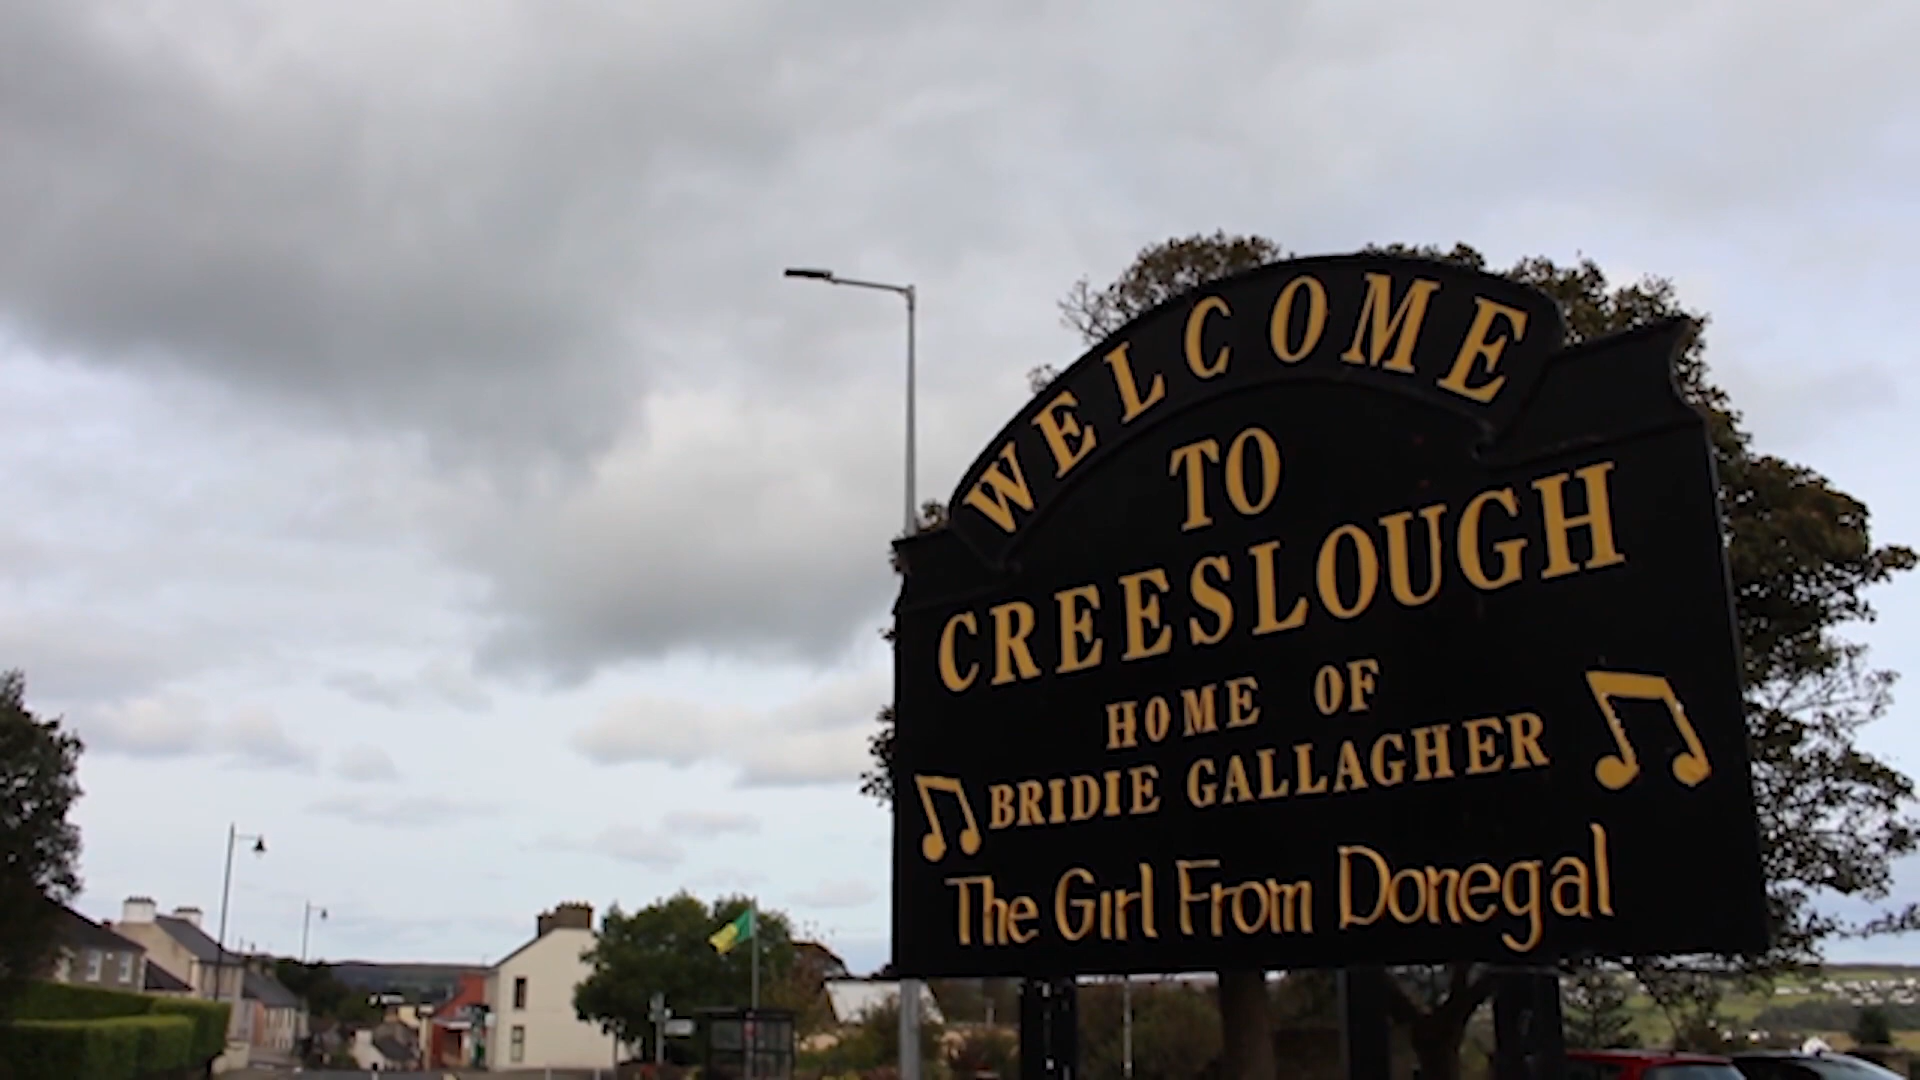 WELCOME
TO
CREESLOUGH
HOME OF
BRIDIE GALLAGHER
The Girl From Donegal